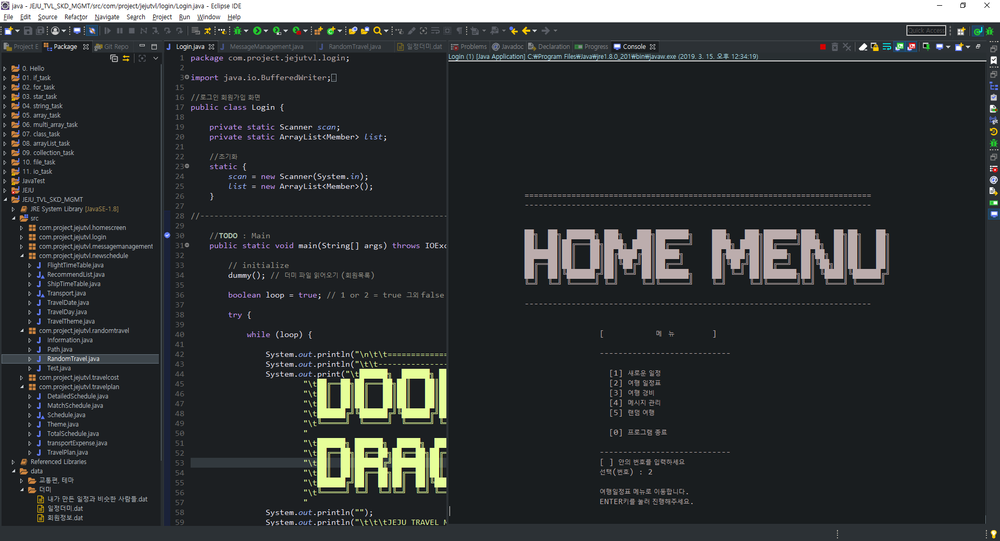 java - JEJU_TVL_SKD_MGMT/src/com/project/jejutvl/login/Login.java - Eclipse IDE
File Edit Source Refactor Navigate Search Project Run Window Help
Quick Access
Project E Package Git Repo
0. Hello
01. if_task
02. for_task
03. star_task
04. string_task
05. array_task
06. multi_array_task
07. class_task
08. arrayList_task
09. collection_task
10. file_task
11. io_task
JavaTest
JEJU
JEJU_TVL_SKD_MGMT
JRE System Library [JavaSE-1.8]
src
com.project.jejutvl.homescreen
com.project.jejutvl.login
com.project.jejutvl.messagemanagement
com.project.jejutvl.newschedule
FlightTimeTable.java
RecommendList.java
ShipTimeTable.java
Transport.java
TravelDate.java
TravelDay.java
TravelTheme.java
com.project.jejutvl.randomtravel
Information.java
Path.java
RandomTravel.java
Test.java
com.project.jejutvl.travelcost
com.project.jejutvl.travelplan
DetailedSchedule.java
MatchSchedule.java
Schedule.java
Theme.java
TotalSchedule.java
transportExpense.java
TravelPlan.java
Referenced Libraries
data
교통편, 테마
더미
내가 만든 일정과 비슷한 사람들.dat
일정더미.dat
회원정보.dat
Login.java MessageManagement.java RandomTravel.java 일정더미.dat
1 package com.project.jejutvl.login;
2
3 import java.io.BufferedWriter;
15
16 //로그인 회원가입 화면
17 public class Login {
18
19 private static Scanner scan;
20 private static ArrayList<Member> list;
21
22 //초기화
23 static {
24 scan = new Scanner(System.in);
25 list = new ArrayList<Member>();
26 }
27
28 //-----------------------------------------------------
29
30 //TODO : Main
31 public static void main(String[] args) throws IOExc
32
33 // initialize
34 dummy(); // 더미 파일 읽어오기 (회원목록)
35
36 boolean loop = true; // 1 or 2 = true 그외 false
37
38 try {
39
40 while (loop) {
41
42 System.out.println("\n\t\t=============
43 System.out.println("\t\t---------------
44 System.out.print("\t
45 "\t
46 "\t
47 "\t
48 "\t
49 "\t
50 "
51 "\t
52 "\t
53 "\t
54 "\t
55 "\t
56 "\t
57 "
58 System.out.println("");
59 System.out.println("\t\t\tJEJU TRAVEL M
Problems Javadoc Declaration Progress Console
Login (1) [Java Application] C:₩Program Files₩Java₩jre1.8.0_201₩bin₩javaw.exe (2019. 3. 15. 오후 12:34:19)
==========================================================================
--------------------------------------------------------------------------
HOME MENU
--------------------------------------------------------------------------
[ 메 뉴 ]
----------------------------
[1] 새로운 일정
[2] 여행 일정표
[3] 여행 경비
[4] 메시지 관리
[5] 랜덤 여행
[0] 프로그램 종료
----------------------------
[ ] 안의 번호를 입력하세요
선택(번호) : 2
여행일정표 메뉴로 이동합니다.
ENTER키를 눌러 진행해주세요.